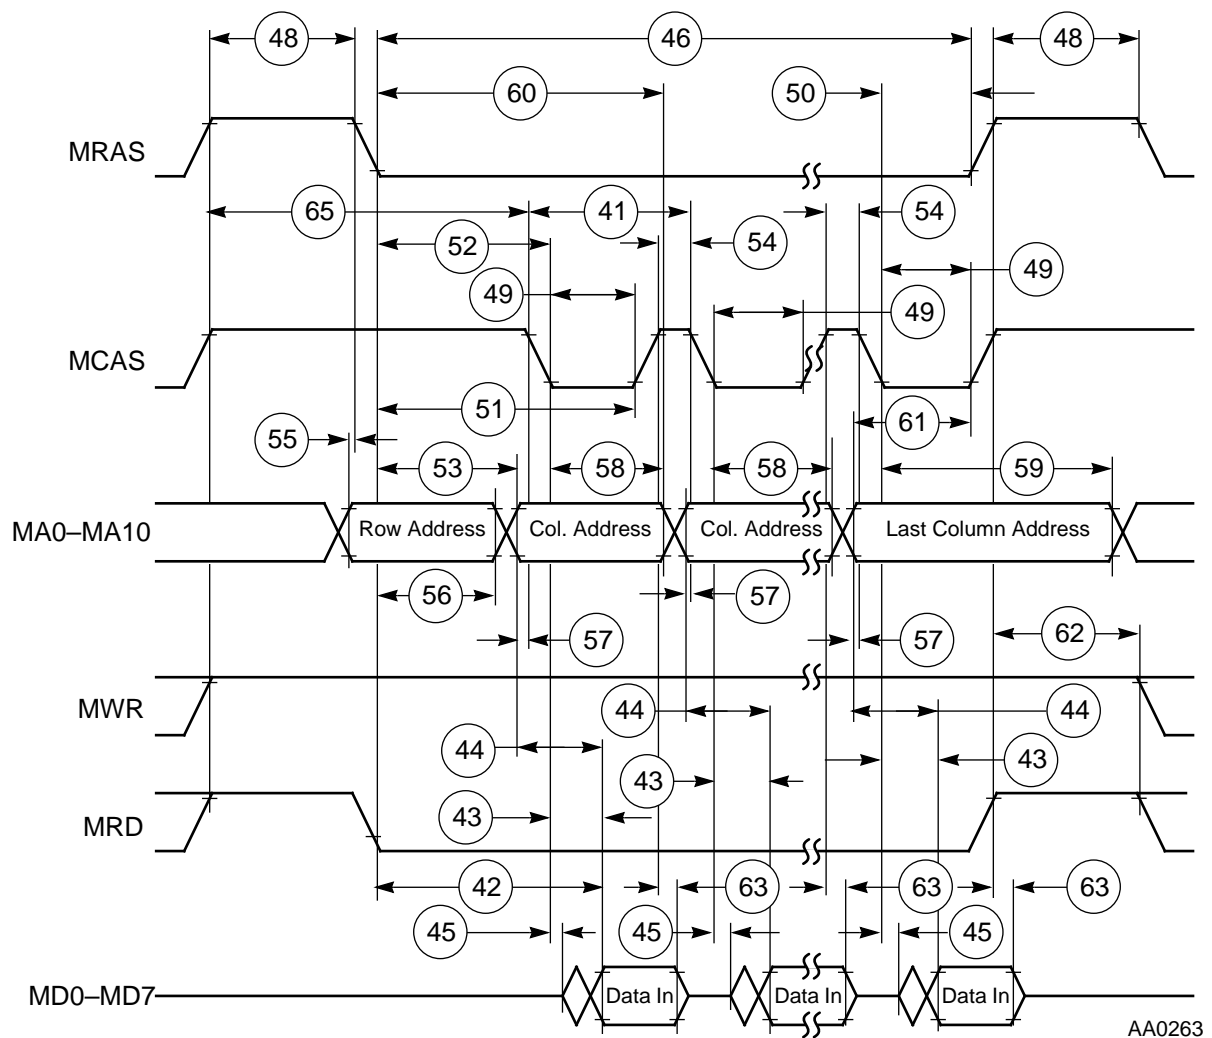 48 46 48
60 50
MRAS
65 41 54
52 54
49 49
49
MCAS
51 61
55
53 58 58 59
MA0–MA10 Row Address Col. Address Col. Address Last Column Address
56 57
57 57 62
MWR 44 44
44 43
43
MRD 43
42 63 63 63
45 45 45
MD0–MD7 Data In Data In Data In
AA0263